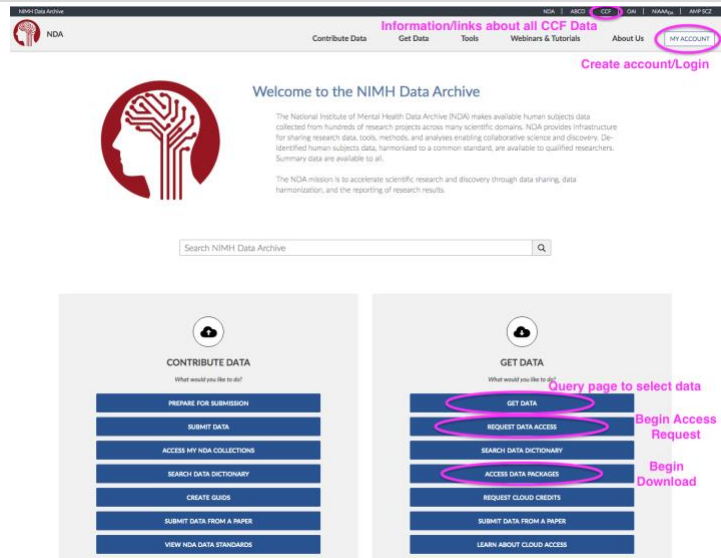 NIMH Data Archive
NDA | ABCD | CCF | OAI | NIAAADA | AMP SCZ
Information/links about all CCF Data
NDA
Contribute Data Get Data Tools Webinars & Tutorials About Us MY ACCOUNT
Create account/Login
Welcome to the NIMH Data Archive
The National Institute of Mental Health Data Archive (NDA) makes available human subjects data
collected from hundreds of research projects across many scientific domains. NDA provides infrastructure
for sharing research data, tools, methods, and analyses enabling collaborative science and discovery. De-
identified human subjects data, harmonized to a common standard, are available to qualified researchers.
Summary data are available to all.
The NDA mission is to accelerate scientific research and discovery through data sharing, data
harmonization, and the reporting of research results.
Search NIMH Data Archive
CONTRIBUTE DATA
What would you like to do?
PREPARE FOR SUBMISSION
SUBMIT DATA
ACCESS MY NDA COLLECTIONS
SEARCH DATA DICTIONARY
CREATE GUIDS
SUBMIT DATA FROM A PAPER
VIEW NDA DATA STANDARDS
GET DATA
What would you like to do?
Query page to select data
GET DATA
Begin Access
Request
REQUEST DATA ACCESS
SEARCH DATA DICTIONARY
Begin
Download
ACCESS DATA PACKAGES
REQUEST CLOUD CREDITS
SUBMIT DATA FROM A PAPER
LEARN ABOUT CLOUD ACCESS